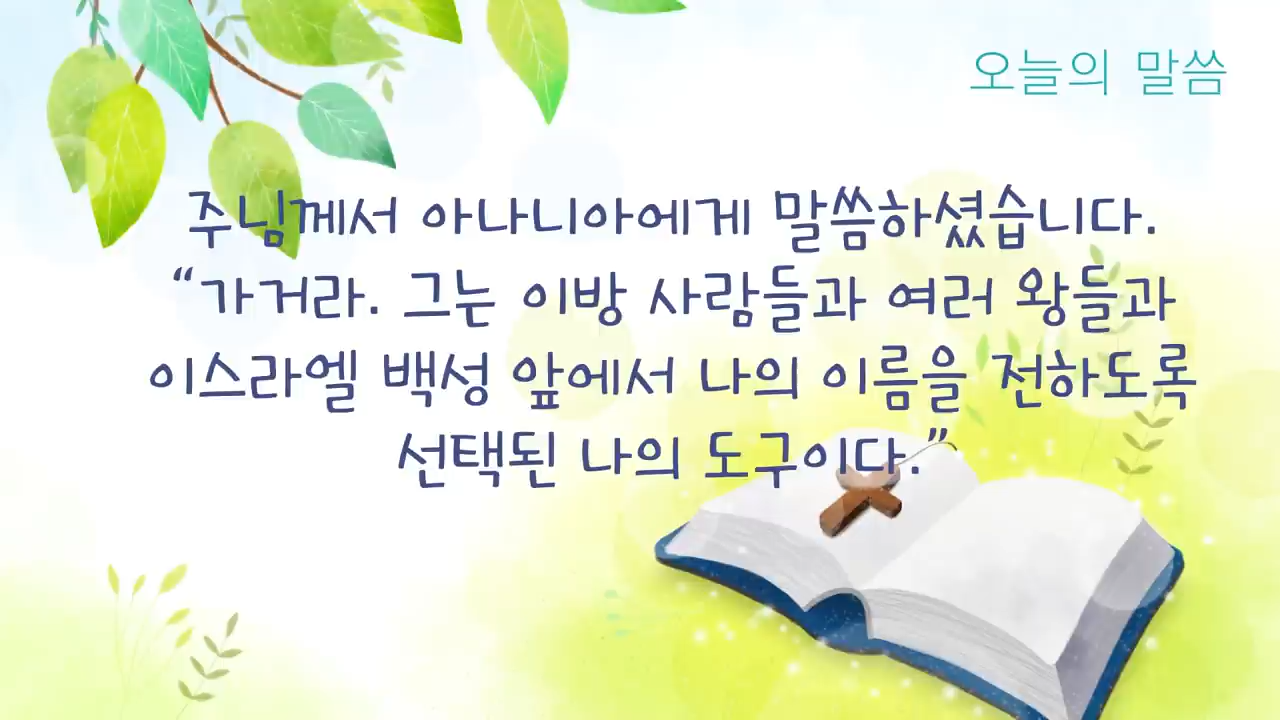 오늘의 말씀
주님께서 아나니아에게 말씀하셨습니다.
“가거라. 그는 이방 사람들과 여러 왕들과
이스라엘 백성 앞에서 나의 이름을 전하도록
선택된 나의 도구이다.”